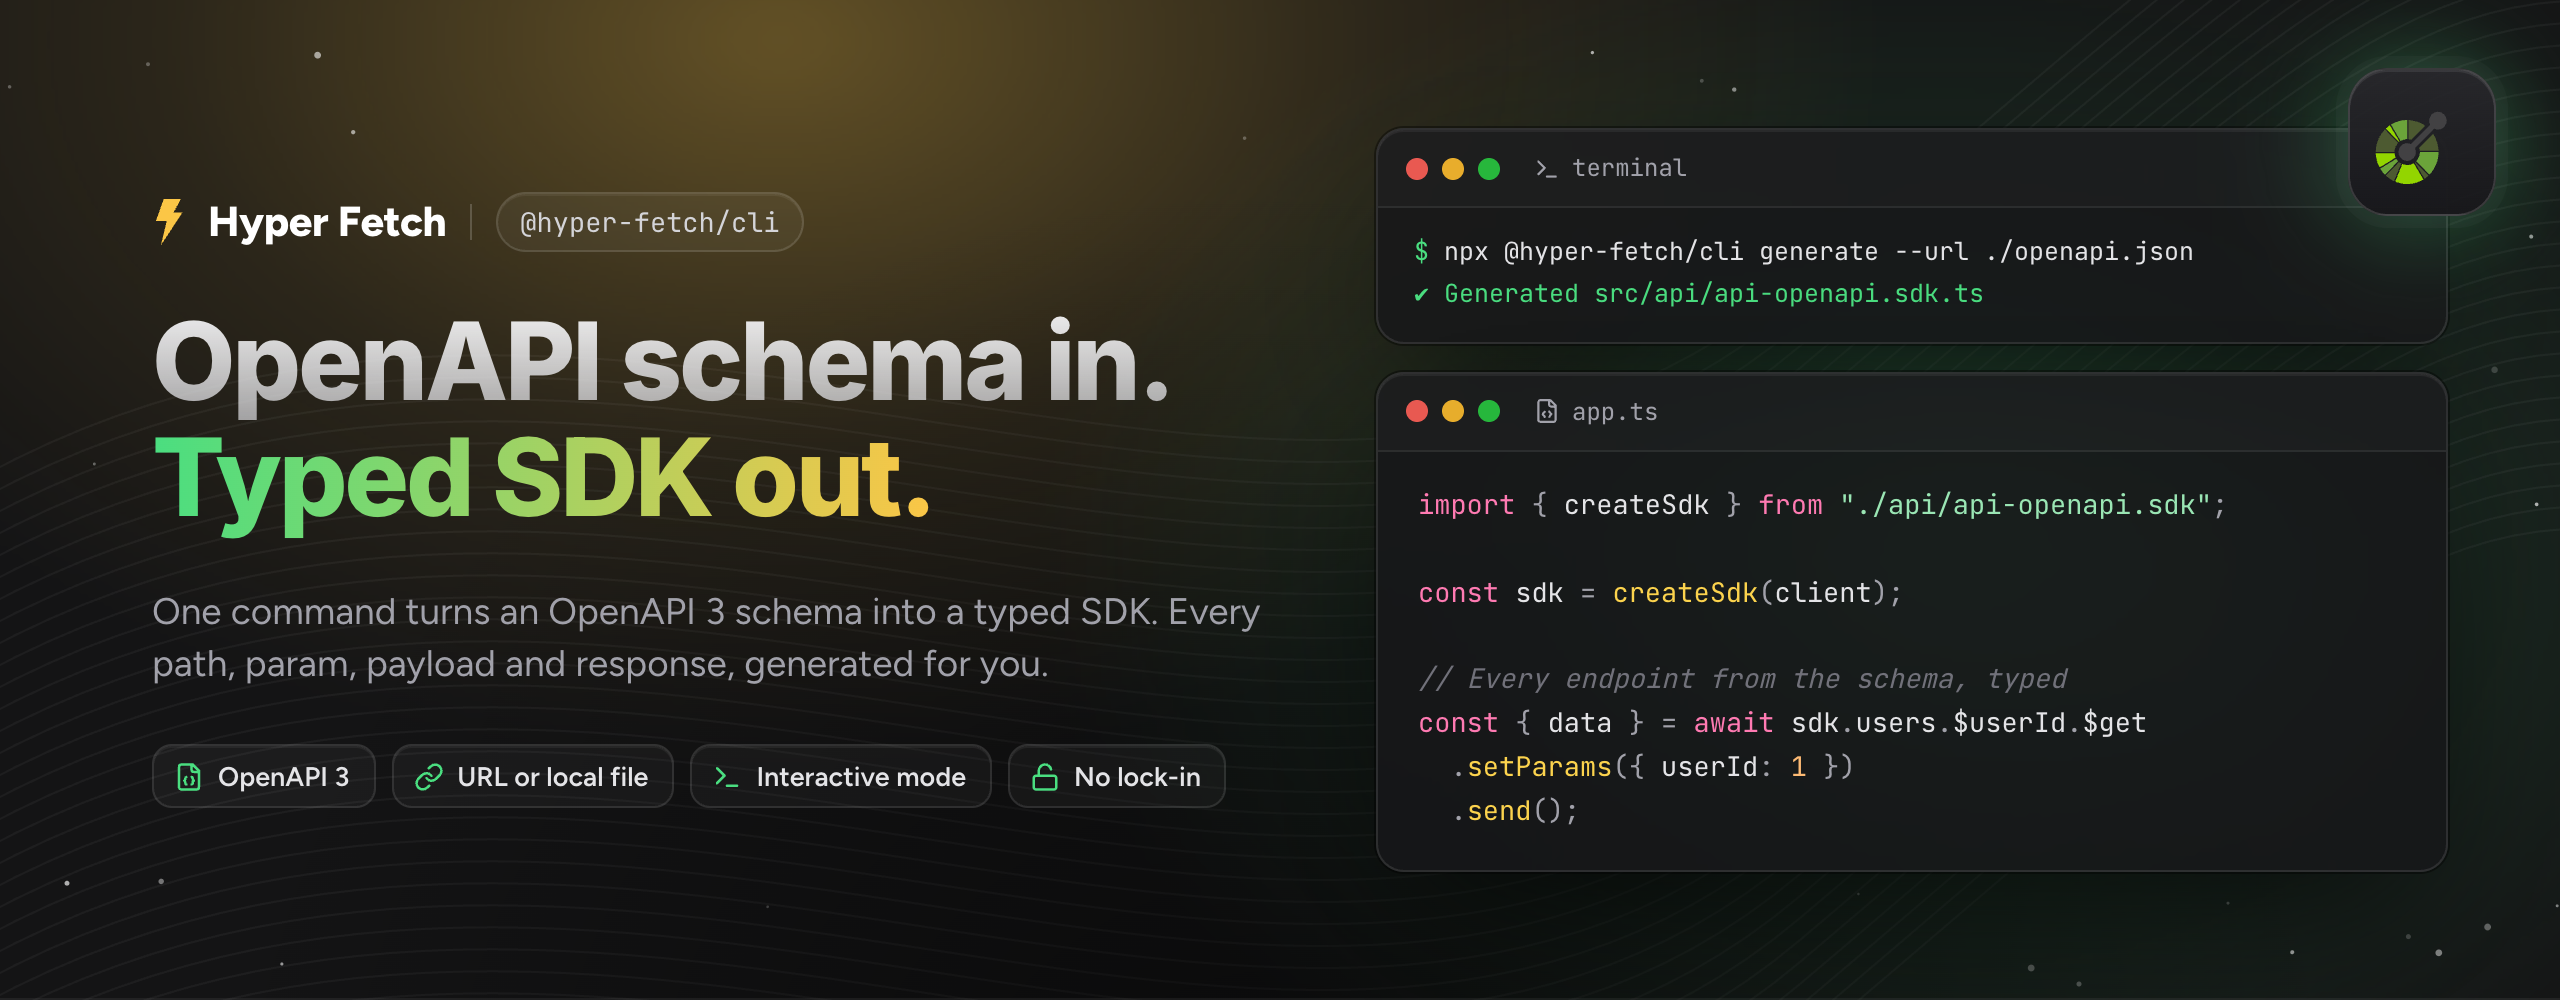 Hyper Fetch
@hyper-fetch/cli
OpenAPI schema in.
Typed SDK out.
One command turns an OpenAPI 3 schema into a typed SDK. Every
path, param, payload and response, generated for you.
OpenAPI 3
URL or local file
Interactive mode
No lock-in
terminal
$ npx @hyper-fetch/cli generate --url ./openapi.json
✔ Generated src/api/api-openapi.sdk.ts
app.ts
import { createSdk } from "./api/api-openapi.sdk";
const sdk = createSdk(client);
// Every endpoint from the schema, typed
const { data } = await sdk.users.$userId.$get
  .setParams({ userId: 1 })
  .send();